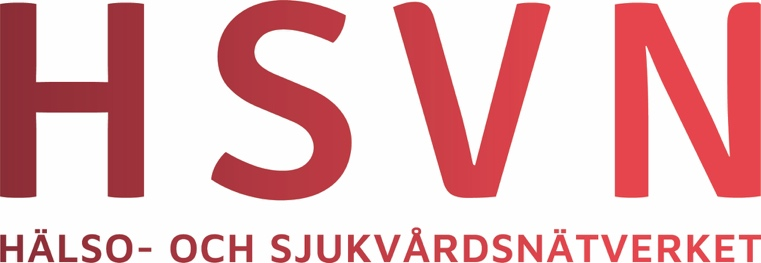 HSVN
HÄLSO- OCH SJUKVÅRDSNÄTVERKET